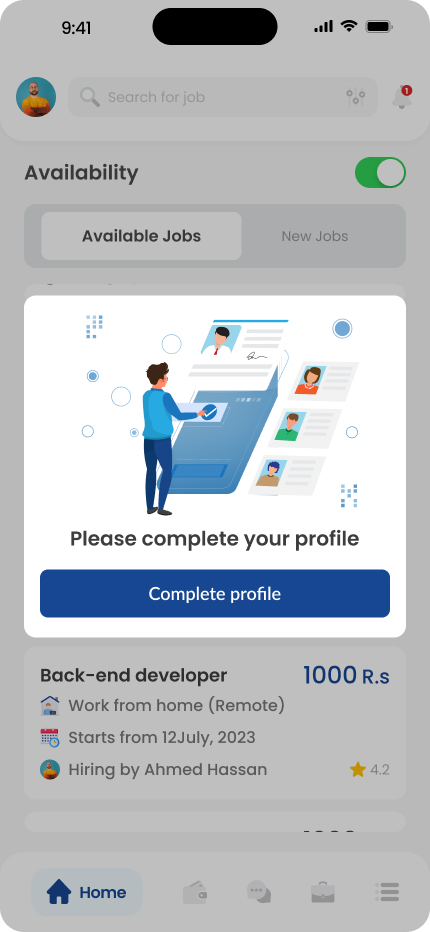 9:41
Search for job
1
Availability
Available Jobs
New Jobs
Please complete your profile
Complete profile
Back-end developer
1000 R.s
Work from home (Remote)
Starts from 12July, 2023
Hiring by Ahmed Hassan
4.2
Home